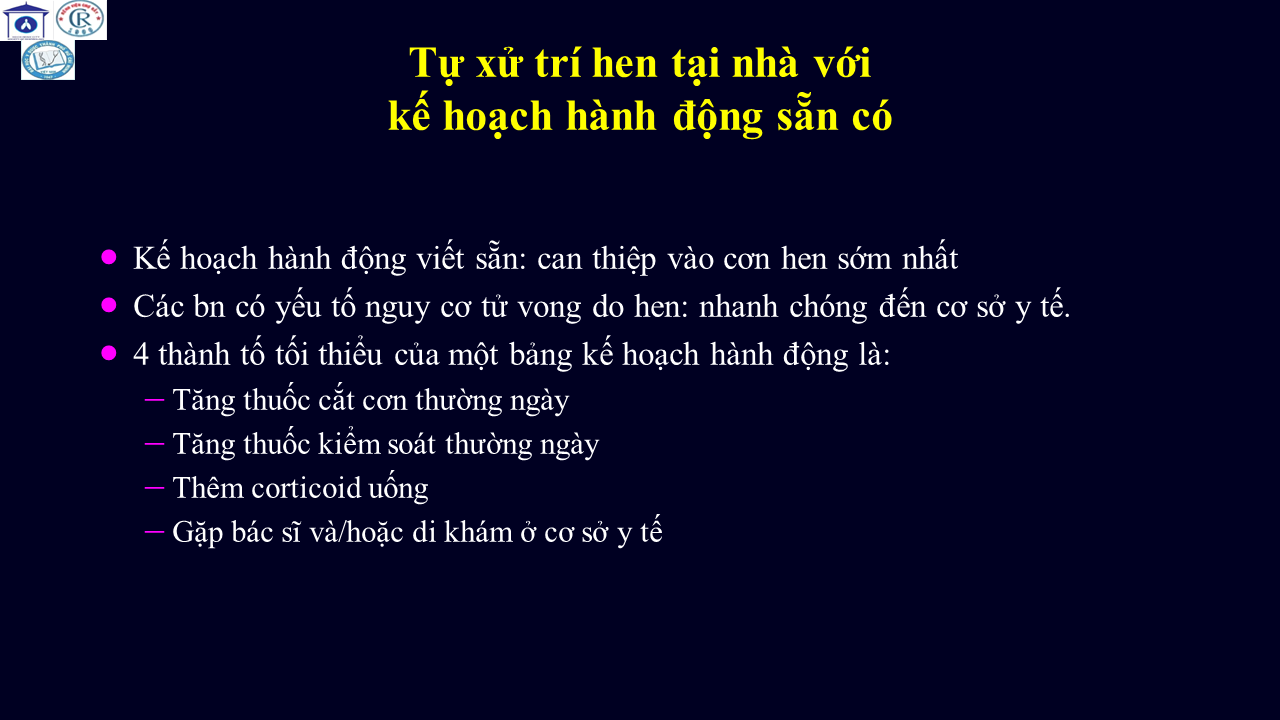 Tự xử trí hen tại nhà với
kế hoạch hành động sẵn có
Kế hoạch hành động viết sẵn: can thiệp vào cơn hen sớm nhất
Các bn có yếu tố nguy cơ tử vong do hen: nhanh chóng đến cơ sở y tế.
4 thành tố tối thiểu của một bảng kế hoạch hành động là:
– Tăng thuốc cắt cơn thường ngày
– Tăng thuốc kiểm soát thường ngày
– Thêm corticoid uống
– Gặp bác sĩ và/hoặc di khám ở cơ sở y tế